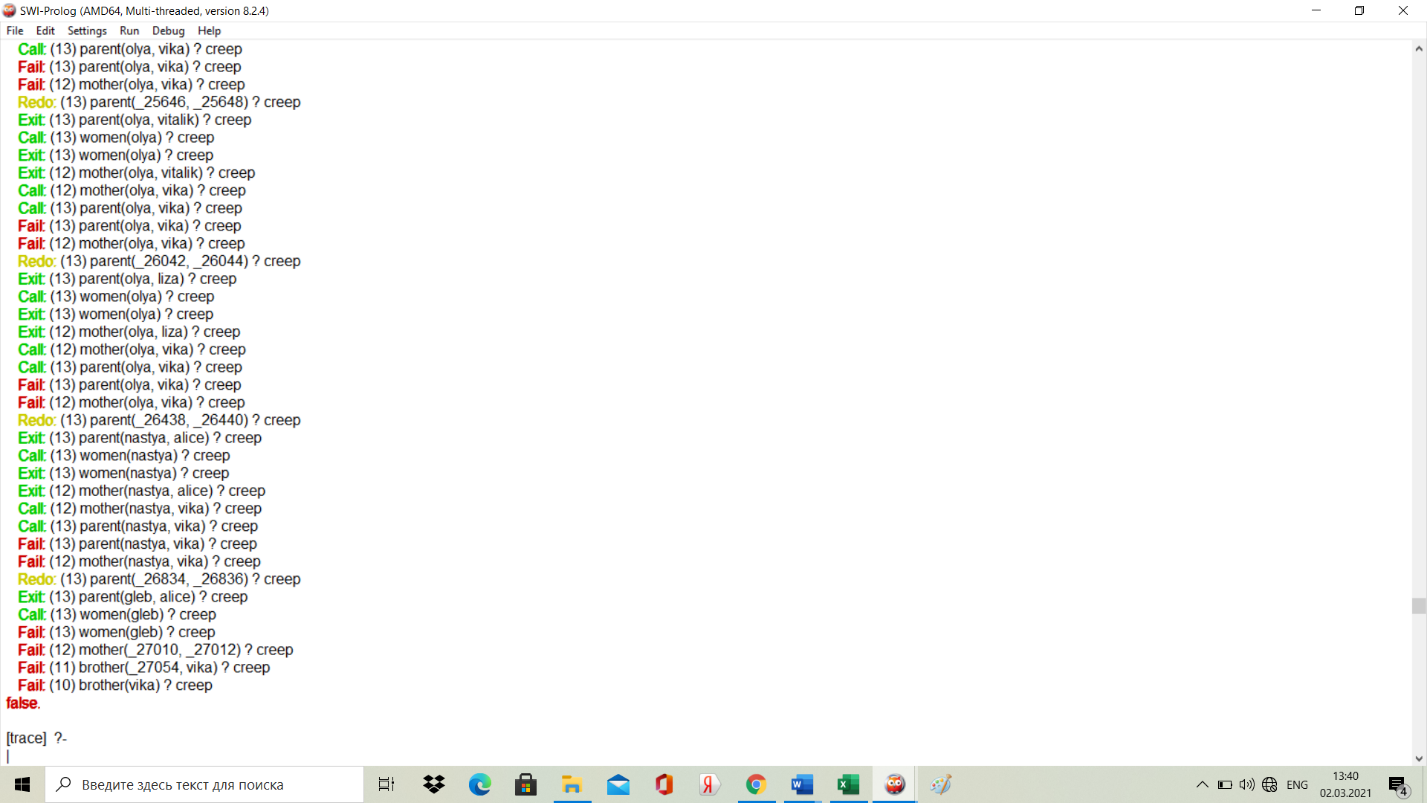 SWI-Prolog (AMD64, Multi-threaded, version 8.2.4)
File Edit Settings Run Debug Help
Call: (13) parent(olya, vika) ? creep
Fail: (13) parent(olya, vika) ? creep
Fail: (12) mother(olya, vika) ? creep
Redo: (13) parent(_25646, _25648) ? creep
Exit: (13) parent(olya, vitalik) ? creep
Call: (13) women(olya) ? creep
Exit: (13) women(olya) ? creep
Exit: (12) mother(olya, vitalik) ? creep
Call: (12) mother(olya, vika) ? creep
Call: (13) parent(olya, vika) ? creep
Fail: (13) parent(olya, vika) ? creep
Fail: (12) mother(olya, vika) ? creep
Redo: (13) parent(_26042, _26044) ? creep
Exit: (13) parent(olya, liza) ? creep
Call: (13) women(olya) ? creep
Exit: (13) women(olya) ? creep
Exit: (12) mother(olya, liza) ? creep
Call: (12) mother(olya, vika) ? creep
Call: (13) parent(olya, vika) ? creep
Fail: (13) parent(olya, vika) ? creep
Fail: (12) mother(olya, vika) ? creep
Redo: (13) parent(_26438, _26440) ? creep
Exit: (13) parent(nastya, alice) ? creep
Call: (13) women(nastya) ? creep
Exit: (13) women(nastya) ? creep
Exit: (12) mother(nastya, alice) ? creep
Call: (12) mother(nastya, vika) ? creep
Call: (13) parent(nastya, vika) ? creep
Fail: (13) parent(nastya, vika) ? creep
Fail: (12) mother(nastya, vika) ? creep
Redo: (13) parent(_26834, _26836) ? creep
Exit: (13) parent(gleb, alice) ? creep
Call: (13) women(gleb) ? creep
Fail: (13) women(gleb) ? creep
Fail: (12) mother(_27010, _27012) ? creep
Fail: (11) brother(_27054, vika) ? creep
Fail: (10) brother(vika) ? creep
false.
[trace] ?-
Введите здесь текст для поиска
Я
W
X
ENG
13:40
02.03.2021
4